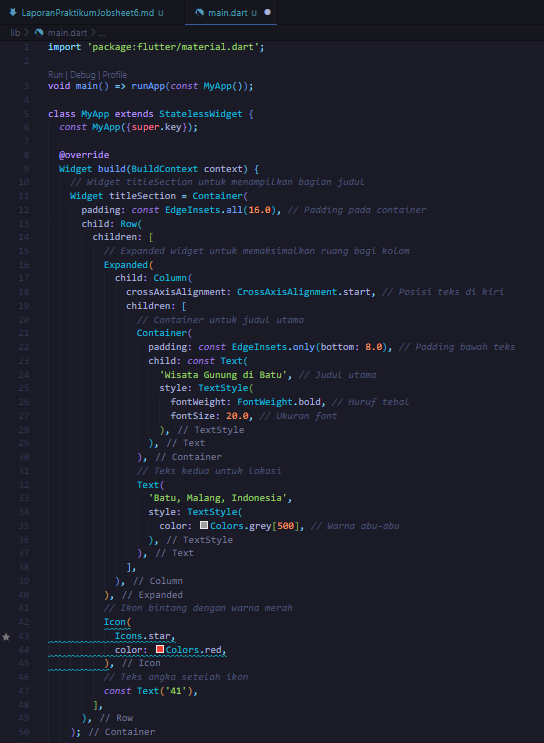 LaporanPraktikumJobsheet6.md U
main.dart U
lib > main.dart > ...
1 import 'package:flutter/material.dart';
2
Run | Debug | Profile
3 void main() => runApp(const MyApp());
4
5 class MyApp extends StatelessWidget {
6 const MyApp({super.key});
7
8 @override
9 Widget build(BuildContext context) {
10 // Widget titleSection untuk menampilkan bagian judul
11 Widget titleSection = Container(
12 padding: const EdgeInsets.all(16.0), // Padding pada container
13 child: Row(
14 children: [
15 // Expanded widget untuk memaksimalkan ruang bagi kolom
16 Expanded(
17 child: Column(
18 crossAxisAlignment: CrossAxisAlignment.start, // Posisi teks di kiri
19 children: [
20 // Container untuk judul utama
21 Container(
22 padding: const EdgeInsets.only(bottom: 8.0), // Padding bawah teks
23 child: const Text(
24 'Wisata Gunung di Batu', // Judul utama
25 style: TextStyle(
26 fontWeight: FontWeight.bold, // Huruf tebal
27 fontSize: 20.0, // Ukuran font
28 ), // TextStyle
29 ), // Text
30 ), // Container
31 // Teks kedua untuk lokasi
32 Text(
33 'Batu, Malang, Indonesia',
34 style: TextStyle(
35 color: Colors.grey[500], // Warna abu-abu
36 ), // TextStyle
37 ), // Text
38 ],
39 ), // Column
40 ), // Expanded
41 // Ikon bintang dengan warna merah
42 Icon(
43 Icons.star,
44 color: Colors.red,
45 ), // Icon
46 // Teks angka setelah ikon
47 const Text('41'),
48 ],
49 ), // Row
50 ); // Container